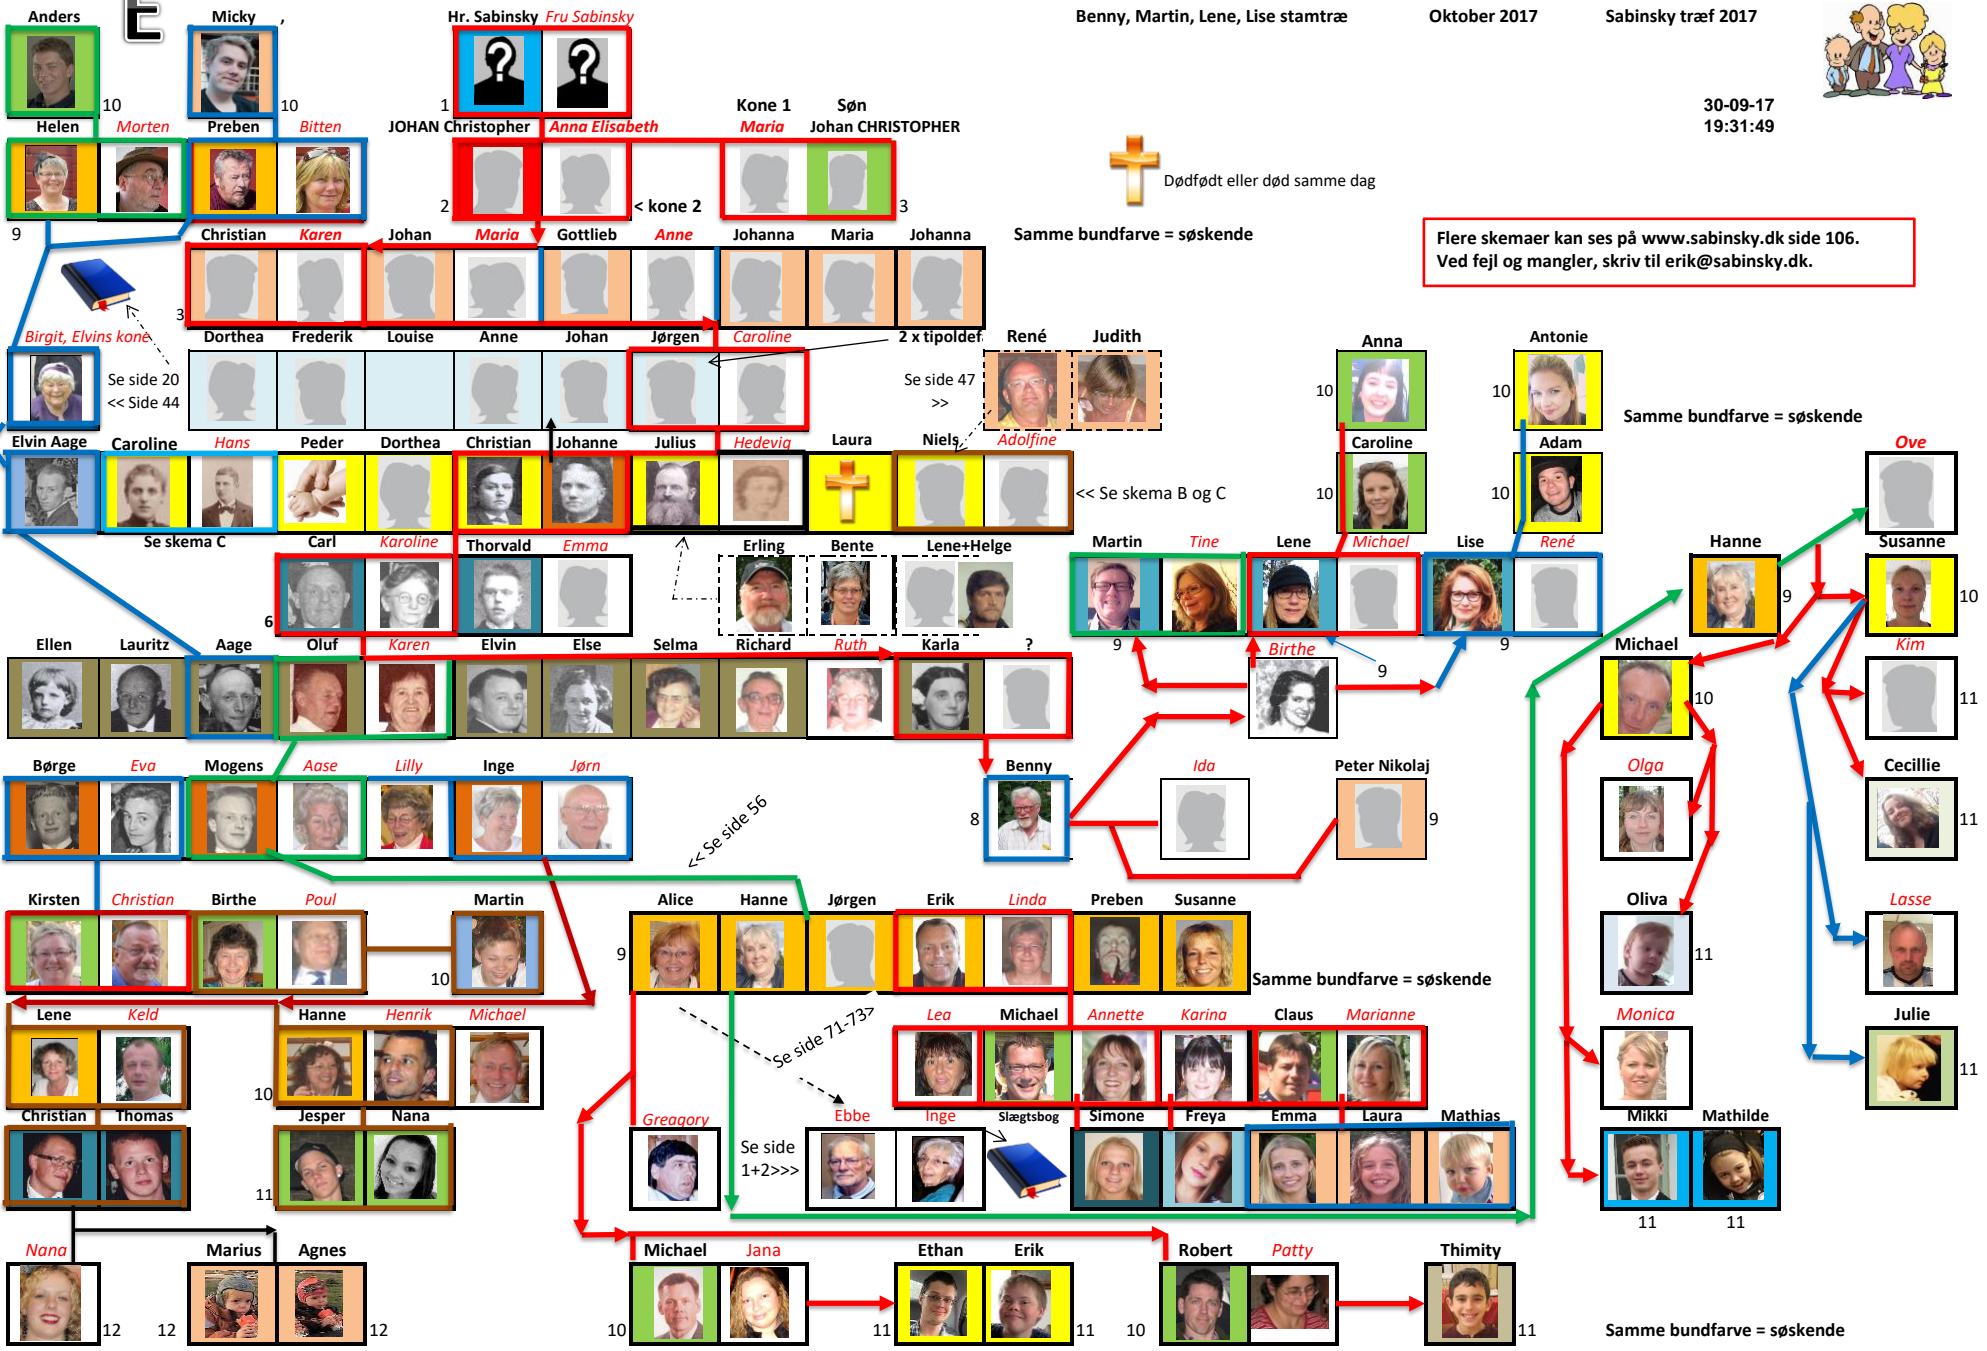 E
Anders
Micky ,
Hr. Sabinsky Fru Sabinsky
Benny, Martin, Lene, Lise stamtræ Oktober 2017 Sabinsky træf 2017
30-09-17
19:31:49
10 10 1
Kone 1 Søn
Helen Morten Preben Bitten JOHAN Christopher Anna Elisabeth Maria Johan CHRISTOPHER
Dødfødt eller død samme dag
2 < kone 2 3
9 Christian Karen Johan Maria Gottlieb Anne Johanna Maria Johanna Samme bundfarve = søskende
Flere skemaer kan ses på www.sabinsky.dk side 106.
Ved fejl og mangler, skriv til erik@sabinsky.dk.
3
Birgit, Elvins kone Dorthea Frederik Louise Anne Johan Jørgen Caroline 2 x tipoldef René Judith Anna Antonie
Se side 20
<< Side 44
Se side 47
>>
10 10
Samme bundfarve = søskende
Elvin Aage Caroline Hans Peder Dorthea Christian Johanne Julius Hedevig Laura Niels Adolfine Caroline Adam Ove
<< Se skema B og C 10 10
Se skema C Carl Karoline Thorvald Emma Erling Bente Lene+Helge Martin Tine Lene Michael Lise René Hanne Susanne
6 9 10
Ellen Lauritz Aage Oluf Karen Elvin Else Selma Richard Ruth Karla ? 9 Birthe 9 9 Michael Kim
10 11
Børge Eva Mogens Aase Lilly Inge Jørn Benny Ida Peter Nikolaj Olga Cecillie
<< Se side 56
8 9 11
Kirsten Christian Birthe Poul Martin Alice Hanne Jørgen Erik Linda Preben Susanne Oliva Lasse
10 9 11
Samme bundfarve = søskende
Lene Keld Hanne Henrik Michael Lea Michael Annette Karina Claus Marianne Monica Julie
Se side 71-73>
10 11
Christian Thomas Jesper Nana Greagory Ebbe Inge Slægtsbog Simone Freya Emma Laura Mathias Mikki Mathilde
Se side
1+2>>>
11 11 11
Nana Marius Agnes Michael Jana Ethan Erik Robert Patty Thimity
12 12 12 10 11 11 10 11 Samme bundfarve = søskende